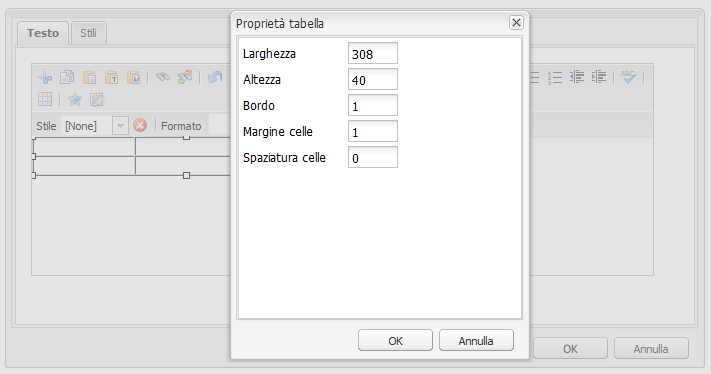 Proprietà tabella
Testo
Stili
Larghezza 308
Altezza 40
Bordo 1
Margine celle 1
Spaziatura celle 0
ABC
Stile [None] Formato
OK Annulla
OK Annulla